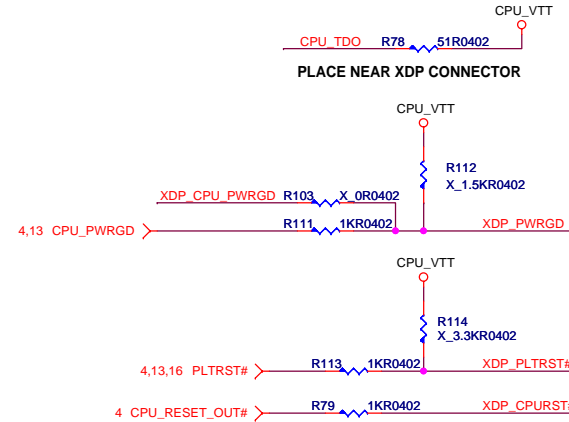 CPU_VTT
CPU_TDO R78 51R0402
PLACE NEAR XDP CONNECTOR
CPU_VTT
R112
X_1.5KR0402
XDP_CPU_PWRGD R103 X_0R0402
4,13 CPU_PWRGD R111 1KR0402 XDP_PWRGD
CPU_VTT
R114
X_3.3KR0402
4,13,16 PLTRST# R113 1KR0402 XDP_PLTRST#
4 CPU_RESET_OUT# R79 1KR0402 XDP_CPURST#